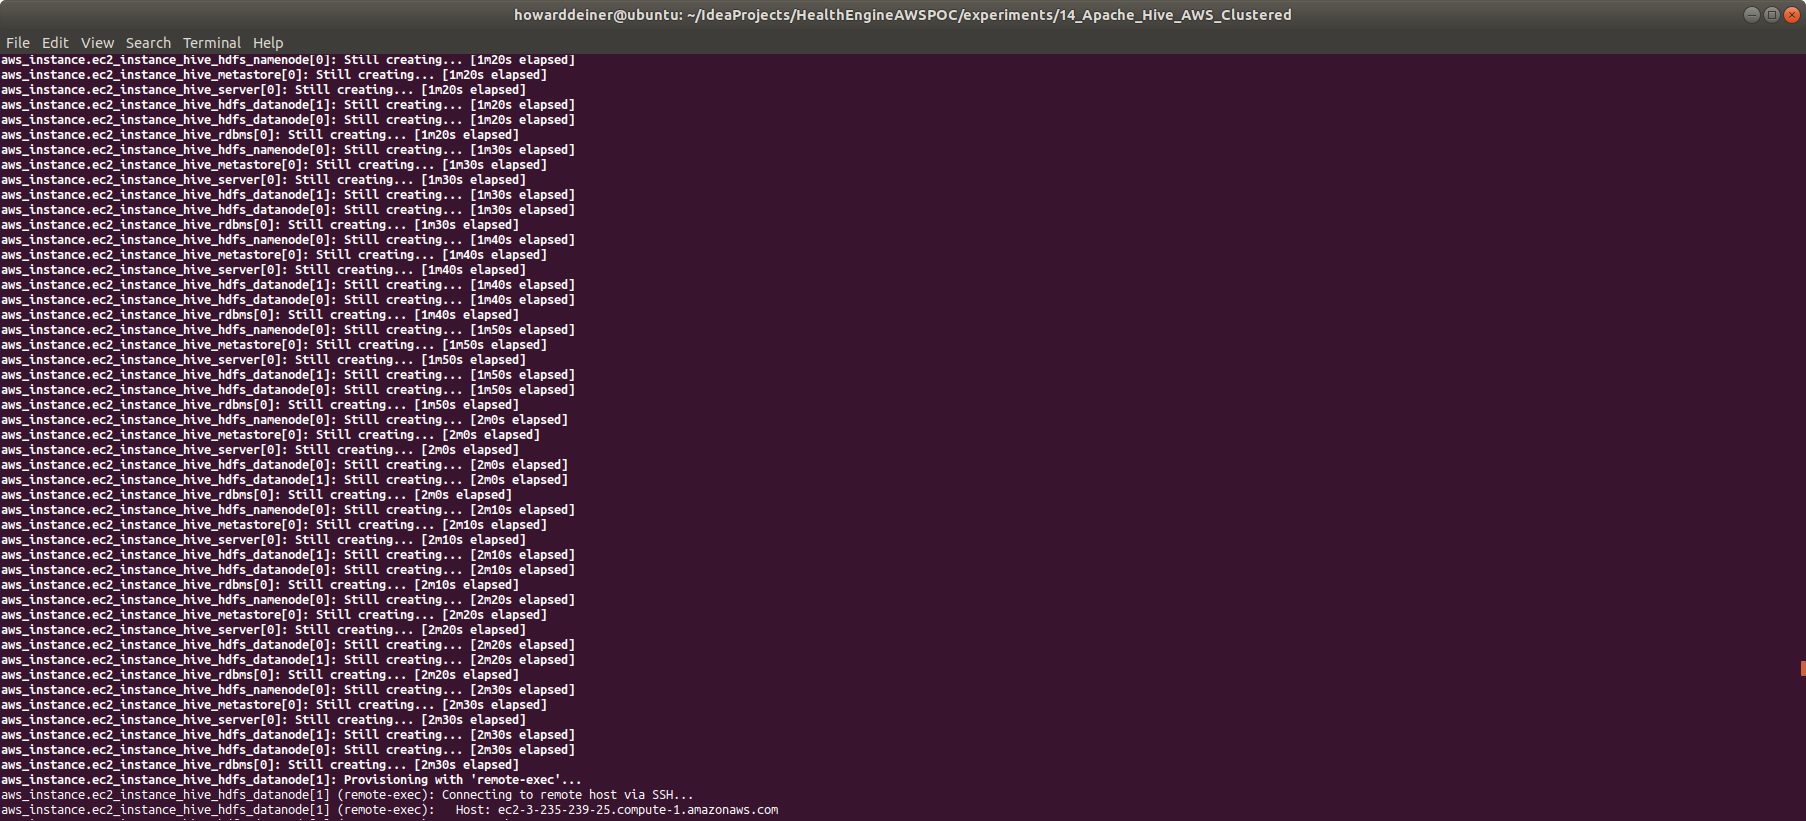 howarddeiner@ubuntu: ~/IdeaProjects/HealthEngineAWSPOC/experiments/14_Apache_Hive_AWS_Clustered
File Edit View Search Terminal Help
aws_instance.ec2_instance_hive_hdfs_namenode[0]: Still creating... [1m20s elapsed]
aws_instance.ec2_instance_hive_metastore[0]: Still creating... [1m20s elapsed]
aws_instance.ec2_instance_hive_server[0]: Still creating... [1m20s elapsed]
aws_instance.ec2_instance_hive_hdfs_datanode[1]: Still creating... [1m20s elapsed]
aws_instance.ec2_instance_hive_hdfs_datanode[0]: Still creating... [1m20s elapsed]
aws_instance.ec2_instance_hive_rdbms[0]: Still creating... [1m20s elapsed]
aws_instance.ec2_instance_hive_hdfs_namenode[0]: Still creating... [1m30s elapsed]
aws_instance.ec2_instance_hive_metastore[0]: Still creating... [1m30s elapsed]
aws_instance.ec2_instance_hive_server[0]: Still creating... [1m30s elapsed]
aws_instance.ec2_instance_hive_hdfs_datanode[1]: Still creating... [1m30s elapsed]
aws_instance.ec2_instance_hive_hdfs_datanode[0]: Still creating... [1m30s elapsed]
aws_instance.ec2_instance_hive_rdbms[0]: Still creating... [1m30s elapsed]
aws_instance.ec2_instance_hive_hdfs_namenode[0]: Still creating... [1m40s elapsed]
aws_instance.ec2_instance_hive_metastore[0]: Still creating... [1m40s elapsed]
aws_instance.ec2_instance_hive_server[0]: Still creating... [1m40s elapsed]
aws_instance.ec2_instance_hive_hdfs_datanode[1]: Still creating... [1m40s elapsed]
aws_instance.ec2_instance_hive_hdfs_datanode[0]: Still creating... [1m40s elapsed]
aws_instance.ec2_instance_hive_rdbms[0]: Still creating... [1m40s elapsed]
aws_instance.ec2_instance_hive_hdfs_namenode[0]: Still creating... [1m50s elapsed]
aws_instance.ec2_instance_hive_metastore[0]: Still creating... [1m50s elapsed]
aws_instance.ec2_instance_hive_server[0]: Still creating... [1m50s elapsed]
aws_instance.ec2_instance_hive_hdfs_datanode[1]: Still creating... [1m50s elapsed]
aws_instance.ec2_instance_hive_hdfs_datanode[0]: Still creating... [1m50s elapsed]
aws_instance.ec2_instance_hive_rdbms[0]: Still creating... [1m50s elapsed]
aws_instance.ec2_instance_hive_hdfs_namenode[0]: Still creating... [2m0s elapsed]
aws_instance.ec2_instance_hive_metastore[0]: Still creating... [2m0s elapsed]
aws_instance.ec2_instance_hive_server[0]: Still creating... [2m0s elapsed]
aws_instance.ec2_instance_hive_hdfs_datanode[0]: Still creating... [2m0s elapsed]
aws_instance.ec2_instance_hive_hdfs_datanode[1]: Still creating... [2m0s elapsed]
aws_instance.ec2_instance_hive_rdbms[0]: Still creating... [2m0s elapsed]
aws_instance.ec2_instance_hive_hdfs_namenode[0]: Still creating... [2m10s elapsed]
aws_instance.ec2_instance_hive_metastore[0]: Still creating... [2m10s elapsed]
aws_instance.ec2_instance_hive_server[0]: Still creating... [2m10s elapsed]
aws_instance.ec2_instance_hive_hdfs_datanode[1]: Still creating... [2m10s elapsed]
aws_instance.ec2_instance_hive_hdfs_datanode[0]: Still creating... [2m10s elapsed]
aws_instance.ec2_instance_hive_rdbms[0]: Still creating... [2m10s elapsed]
aws_instance.ec2_instance_hive_hdfs_namenode[0]: Still creating... [2m20s elapsed]
aws_instance.ec2_instance_hive_metastore[0]: Still creating... [2m20s elapsed]
aws_instance.ec2_instance_hive_server[0]: Still creating... [2m20s elapsed]
aws_instance.ec2_instance_hive_hdfs_datanode[0]: Still creating... [2m20s elapsed]
aws_instance.ec2_instance_hive_hdfs_datanode[1]: Still creating... [2m20s elapsed]
aws_instance.ec2_instance_hive_rdbms[0]: Still creating... [2m20s elapsed]
aws_instance.ec2_instance_hive_hdfs_namenode[0]: Still creating... [2m30s elapsed]
aws_instance.ec2_instance_hive_metastore[0]: Still creating... [2m30s elapsed]
aws_instance.ec2_instance_hive_server[0]: Still creating... [2m30s elapsed]
aws_instance.ec2_instance_hive_hdfs_datanode[1]: Still creating... [2m30s elapsed]
aws_instance.ec2_instance_hive_hdfs_datanode[0]: Still creating... [2m30s elapsed]
aws_instance.ec2_instance_hive_rdbms[0]: Still creating... [2m30s elapsed]
aws_instance.ec2_instance_hive_hdfs_datanode[1]: Provisioning with 'remote-exec'...
aws_instance.ec2_instance_hive_hdfs_datanode[1] (remote-exec): Connecting to remote host via SSH...
aws_instance.ec2_instance_hive_hdfs_datanode[1] (remote-exec):   Host: ec2-3-235-239-25.compute-1.amazonaws.com